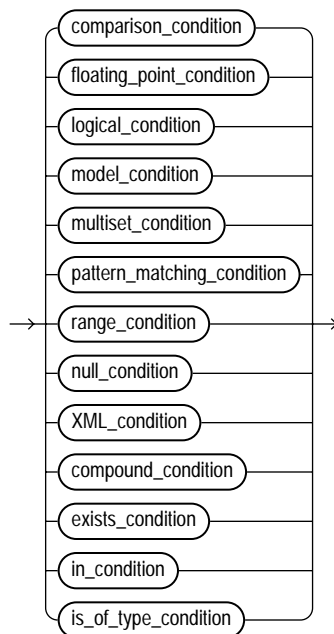 comparison_condition
floating_point_condition
logical_condition
model_condition
multiset_condition
pattern_matching_condition
range_condition
null_condition
XML_condition
compound_condition
exists_condition
in_condition
is_of_type_condition